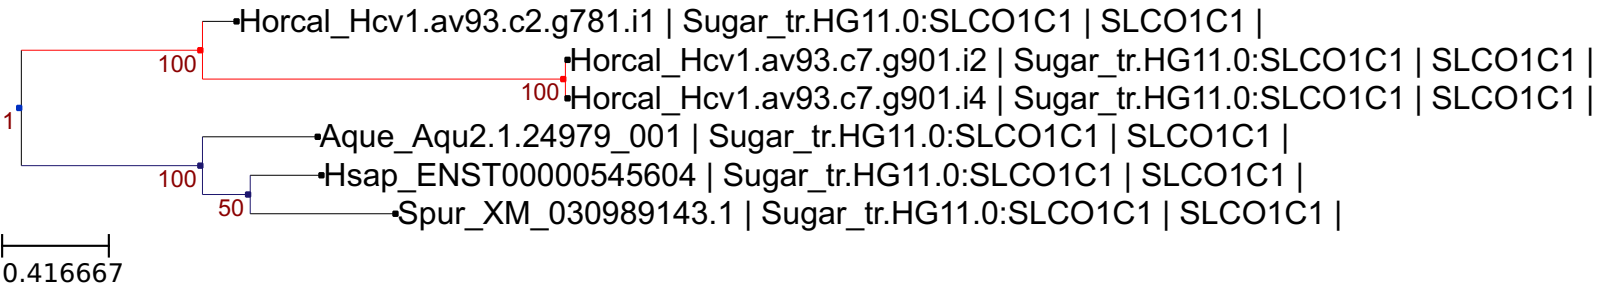 Horcal_Hcv1.av93.c2.g781.i1 | Sugar_tr.HG11.0:SLCO1C1 | SLCO1C1 |
100
Horcal_Hcv1.av93.c7.g901.i2 | Sugar_tr.HG11.0:SLCO1C1 | SLCO1C1 |
100
Horcal_Hcv1.av93.c7.g901.i4 | Sugar_tr.HG11.0:SLCO1C1 | SLCO1C1 |
1
Aque_Aqu2.1.24979_001 | Sugar_tr.HG11.0:SLCO1C1 | SLCO1C1 |
100
Hsap_ENST00000545604 | Sugar_tr.HG11.0:SLCO1C1 | SLCO1C1 |
50
Spur_XM_030989143.1 | Sugar_tr.HG11.0:SLCO1C1 | SLCO1C1 |
0.416667